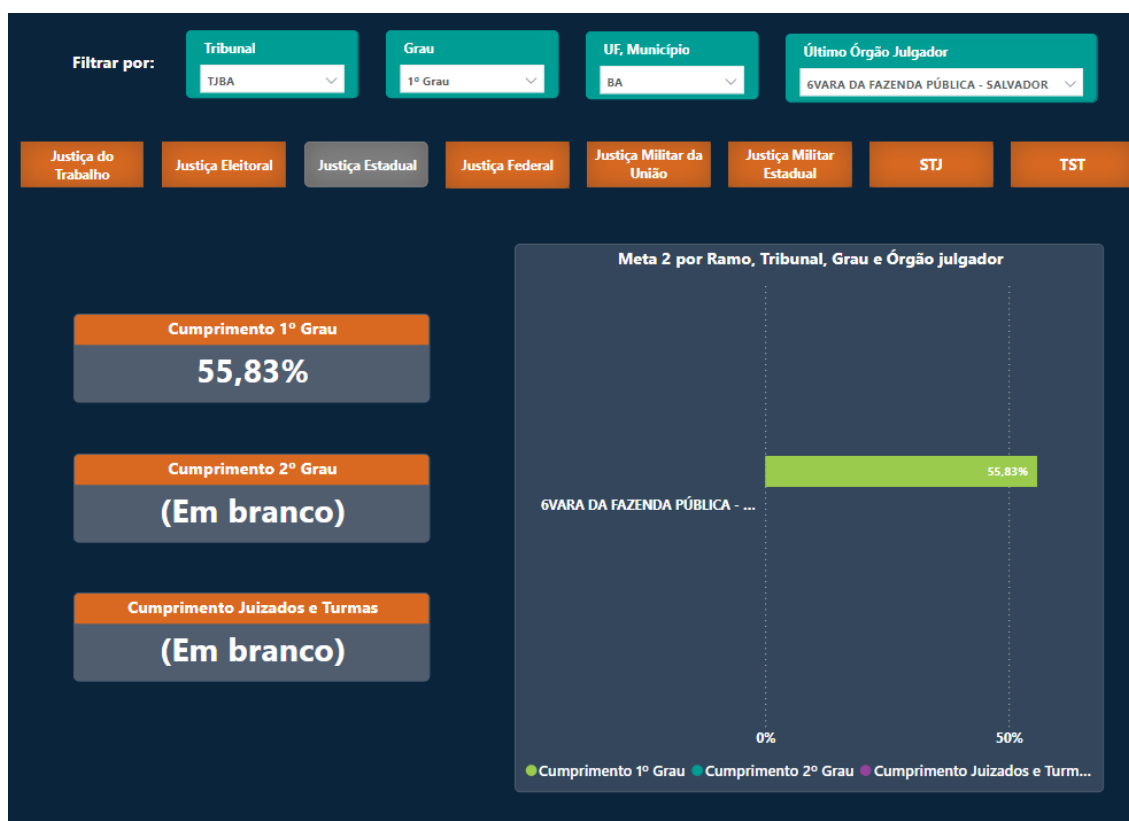 Filtrar por:
Tribunal
TJBA
Grau
1º Grau
UF, Município
BA
Último Órgão Julgador
6VARA DA FAZENDA PÚBLICA - SALVADOR
Justiça do
Trabalho
Justiça Eleitoral
Justiça Estadual
Justiça Federal
Justiça Militar da
União
Justiça Militar
Estadual
STJ
TST
Cumprimento 1º Grau
55,83%
Cumprimento 2º Grau
(Em branco)
Cumprimento Juizados e Turmas
(Em branco)
Meta 2 por Ramo, Tribunal, Grau e Órgão julgador
55,83%
6VARA DA FAZENDA PÚBLICA - ...
0% 50%
Cumprimento 1º Grau Cumprimento 2º Grau Cumprimento Juizados e Turm...